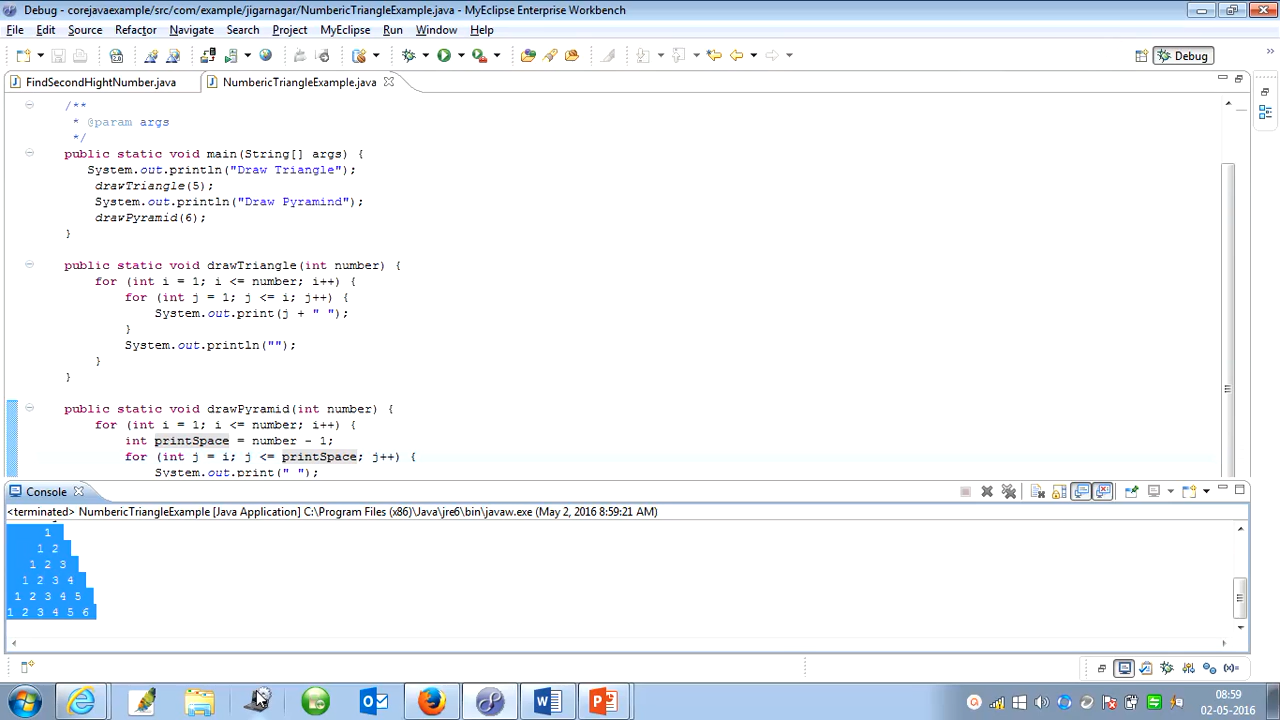 Debug - corejavaexample/src/com/example/jigarnagar/NumbericTriangleExample.java - MyEclipse Enterprise Workbench
File Edit Source Refactor Navigate Search Project MyEclipse Run Window Help
Debug
FindSecondHightNumber.java NumbericTriangleExample.java
/**
* @param args
*/
public static void main(String[] args) {
System.out.println("Draw Triangle");
drawTriangle(5);
System.out.println("Draw Pyramind");
drawPyramid(6);
}
public static void drawTriangle(int number) {
for (int i = 1; i <= number; i++) {
for (int j = 1; j <= i; j++) {
System.out.print(j + " ");
}
System.out.println("");
}
}
public static void drawPyramid(int number) {
for (int i = 1; i <= number; i++) {
int printSpace = number - 1;
for (int j = i; j <= printSpace; j++) {
System.out.print(" ");
Console
<terminated> NumbericTriangleExample [Java Application] C:\Program Files (x86)\Java\jre6\bin\javaw.exe (May 2, 2016 8:59:21 AM)
1
1 2
1 2 3
1 2 3 4
1 2 3 4 5
1 2 3 4 5 6
08:59
02-05-2016